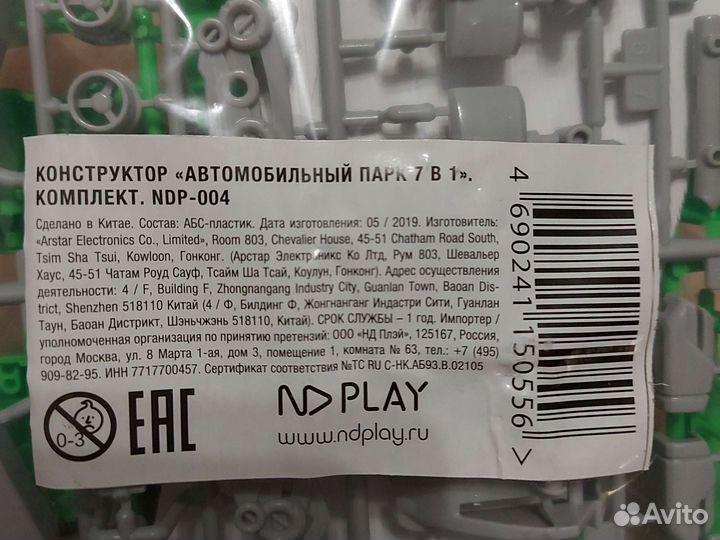 КОНСТРУКТОР «АВТОМОБИЛЬНЫЙ ПАРК 7 В 1».
КОМПЛЕКТ. NDP-004
Сделано в Китае. Состав: АБС-пластик. Дата изготовления: 05 / 2019. Изготовитель:
«Arstar Electronics Co., Limited», Room 803, Chevalier House, 45-51 Chatham Road South,
Tsim Sha Tsui, Kowloon, Гонконг. (Арстар Электроникс Ко Лтд, Рум 803, Шевальер
Хаус, 45-51 Чатам Роуд Сауф, Тсайм Ша Тсай, Коулун, Гонконг). Адрес осуществления
деятельности: 4 / F, Building F, Zhongnangang Industry City, Guanlan Town, Baoan Dis-
trict, Shenzhen 518110 Китай (4 / Ф, Билдинг Ф, Жонгнанганг Индастри Сити, Гуанлан
Таун, Баоан Дистрикт, Шэньчжэнь 518110, Китай). СРОК СЛУЖБЫ – 1 год. Импортер /
уполномоченная организация по принятию претензий: ООО «НД Плэй», 125167, Россия,
город Москва, ул. 8 Марта 1-ая, дом 3, помещение 1, комната № 63, тел.: +7 (495)
909-82-95. ИНН 7717700457. Сертификат соответствия №TC RU C-HK.АБ93.В.02105
0-3
EAC
ND PLAY
www.ndplay.ru
4 690241 150556 >
Avito